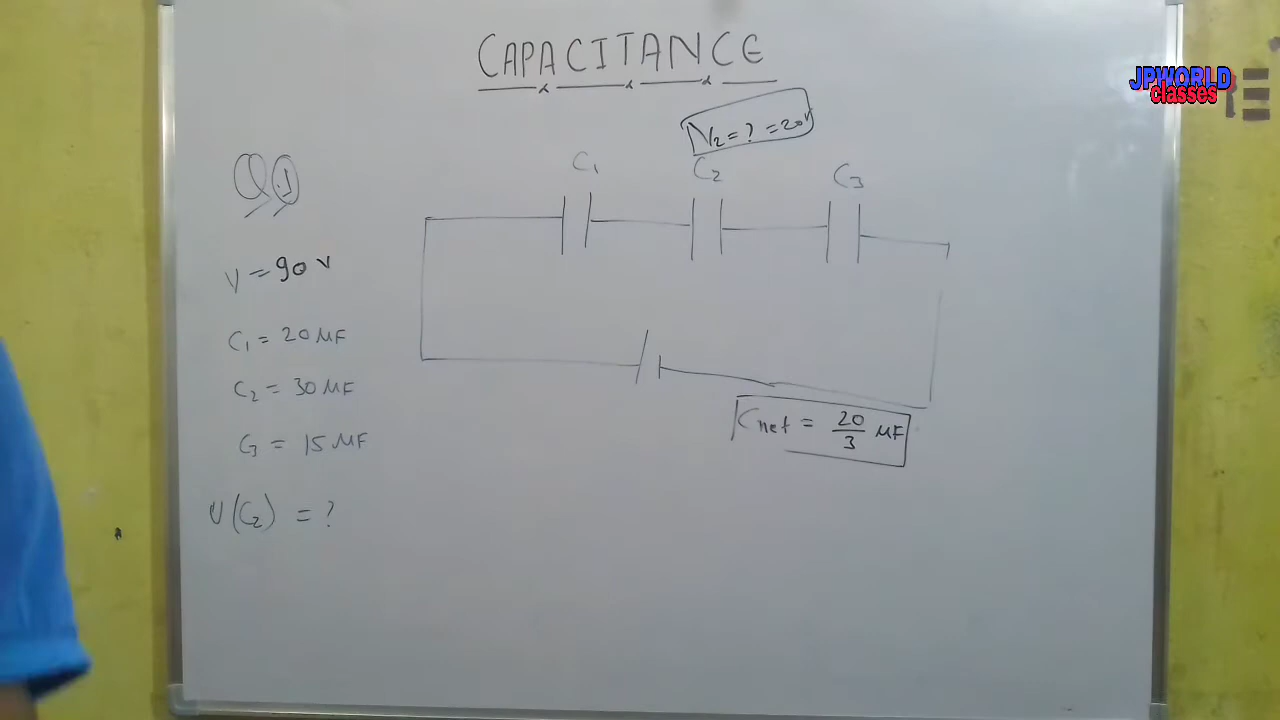 CAPACITANCE
JPWORLD
classes
V₂ = ? = 20V
Q.1
C₁
C₂
C₃
V = 90 V
C₁ = 20 μF
C₂ = 30 μF
C₃ = 15 μF
Cnet = 20/3 μF
V(C₂) = ?